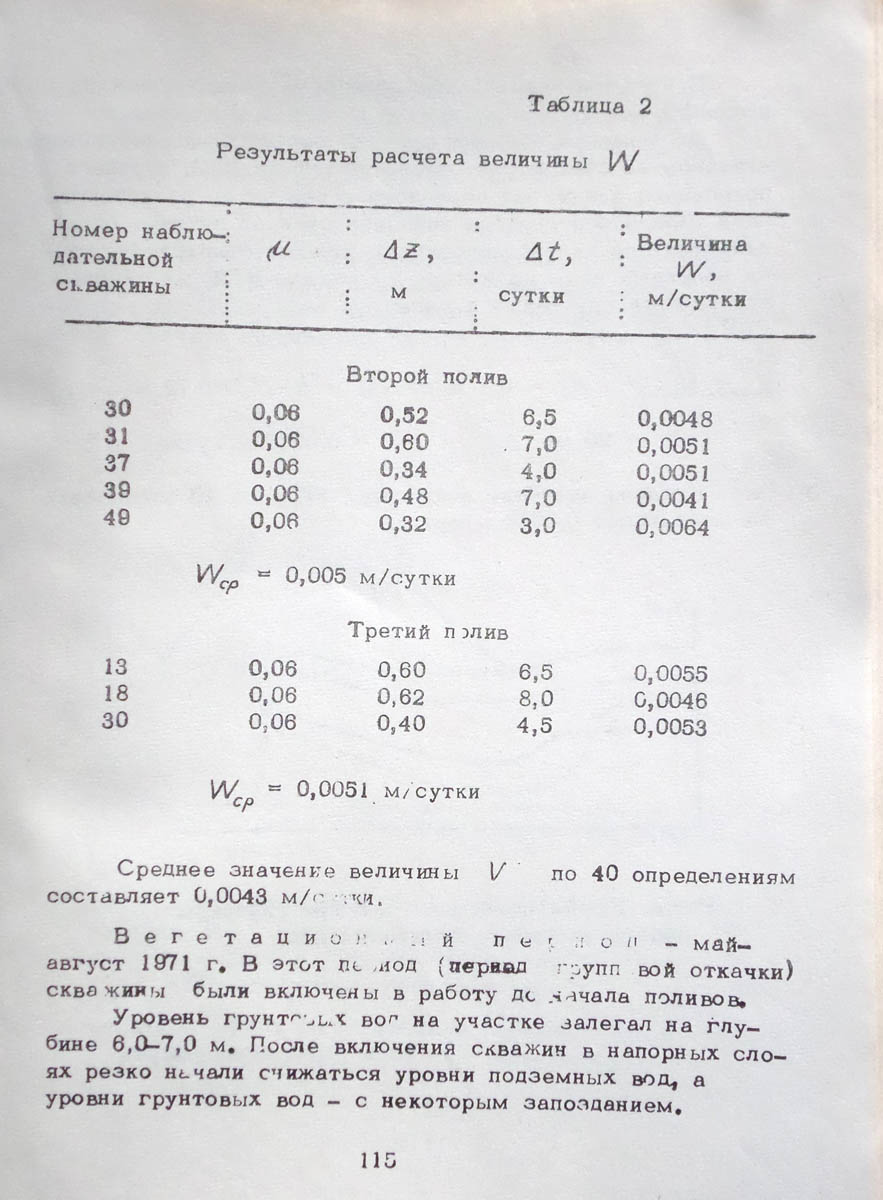 Таблица 2
Результаты расчета величины W
Номер наблю- : μ : Δz, : Δt, : Величина
дательной W,
скважины м сутки м/сутки
Второй полив
30 0,06 0,52 6,5 0,0048
31 0,06 0,60 7,0 0,0051
37 0,06 0,34 4,0 0,0051
39 0,06 0,48 7,0 0,0041
49 0,06 0,32 3,0 0,0064
Wср = 0,005 м/сутки
Третий полив
13 0,06 0,60 6,5 0,0055
18 0,06 0,62 8,0 0,0046
30 0,06 0,40 4,5 0,0053
Wср = 0,0051 м/сутки
Среднее значение величины по 40 определениям
составляет 0,0043 м/сутки.
Вегетационный период – май–
август 1971 г. В этот период (период групповой откачки)
скважины были включены в работу до начала поливов.
Уровень грунтовых вод на участке залегал на глу–
бине 6,0–7,0 м. После включения скважин в напорных сло–
ях резко начали снижаться уровни подземных вод, а
уровни грунтовых вод – с некоторым запозданием.
115